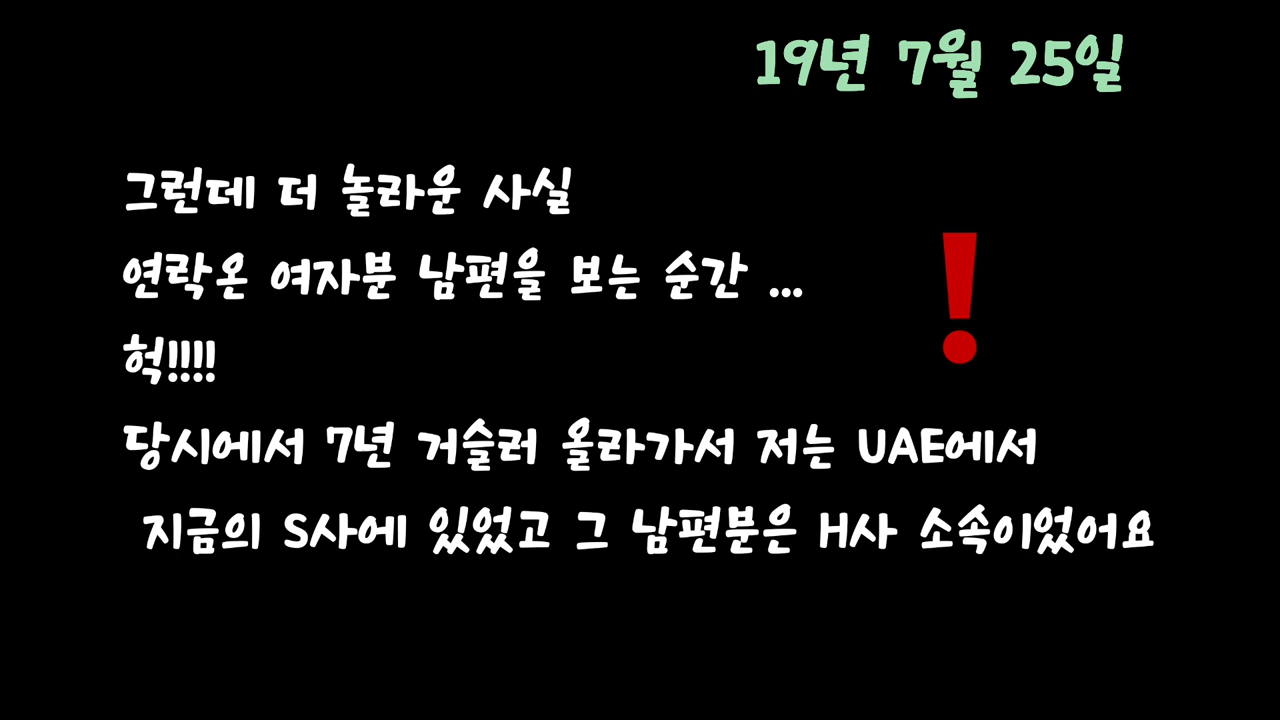 19년 7월 25일
그런데 더 놀라운 사실
연락온 여자분 남편을 보는 순간 ...
헉!!!!
당시에서 7년 거슬러 올라가서 저는 UAE에서
지금의 S사에 있었고 그 남편분은 H사 소속이었어요